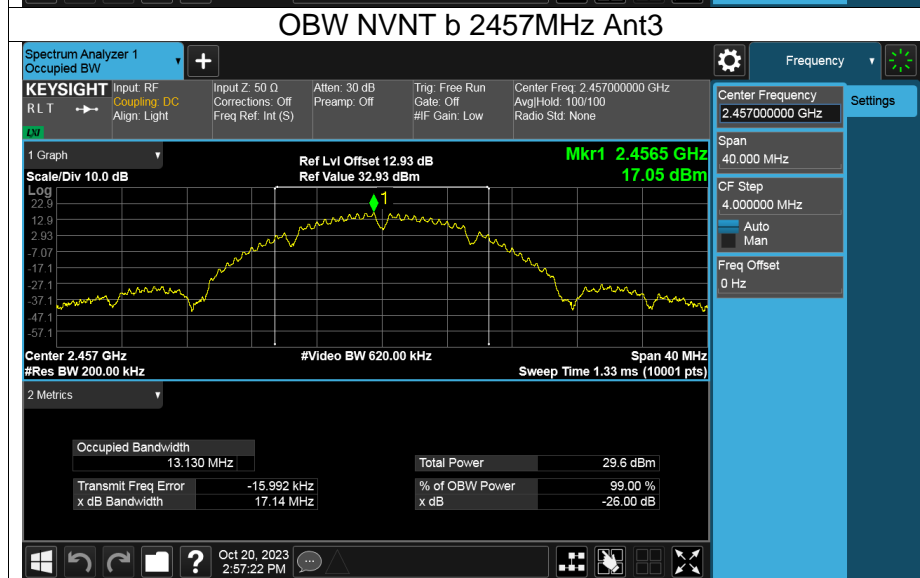 OBW NVNT b 2457MHz Ant3
Spectrum Analyzer 1
Occupied BW
+
Frequency
KEYSIGHT
RLT
LXI
Input: RF
Coupling: DC
Align: Light
Input Z: 50 Ω
Corrections: Off
Freq Ref: Int (S)
Atten: 30 dB
Preamp: Off
Trig: Free Run
Gate: Off
#IF Gain: Low
Center Freq: 2.457000000 GHz
Avg|Hold: 100/100
Radio Std: None
Center Frequency
2.457000000 GHz
Settings
Span
40.000 MHz
CF Step
4.000000 MHz
Auto
Man
Freq Offset
0 Hz
1 Graph
Scale/Div 10.0 dB
Ref Lvl Offset 12.93 dB
Ref Value 32.93 dBm
Mkr1 2.4565 GHz
17.05 dBm
Log
22.9
12.9
2.93
-7.07
-17.1
-27.1
-37.1
-47.1
-57.1
1
Center 2.457 GHz
#Res BW 200.00 kHz
#Video BW 620.00 kHz
Span 40 MHz
Sweep Time 1.33 ms (10001 pts)
2 Metrics
Occupied Bandwidth
13.130 MHz
Total Power 29.6 dBm
Transmit Freq Error -15.992 kHz
% of OBW Power 99.00 %
x dB Bandwidth 17.14 MHz
x dB -26.00 dB
?
Oct 20, 2023
2:57:22 PM